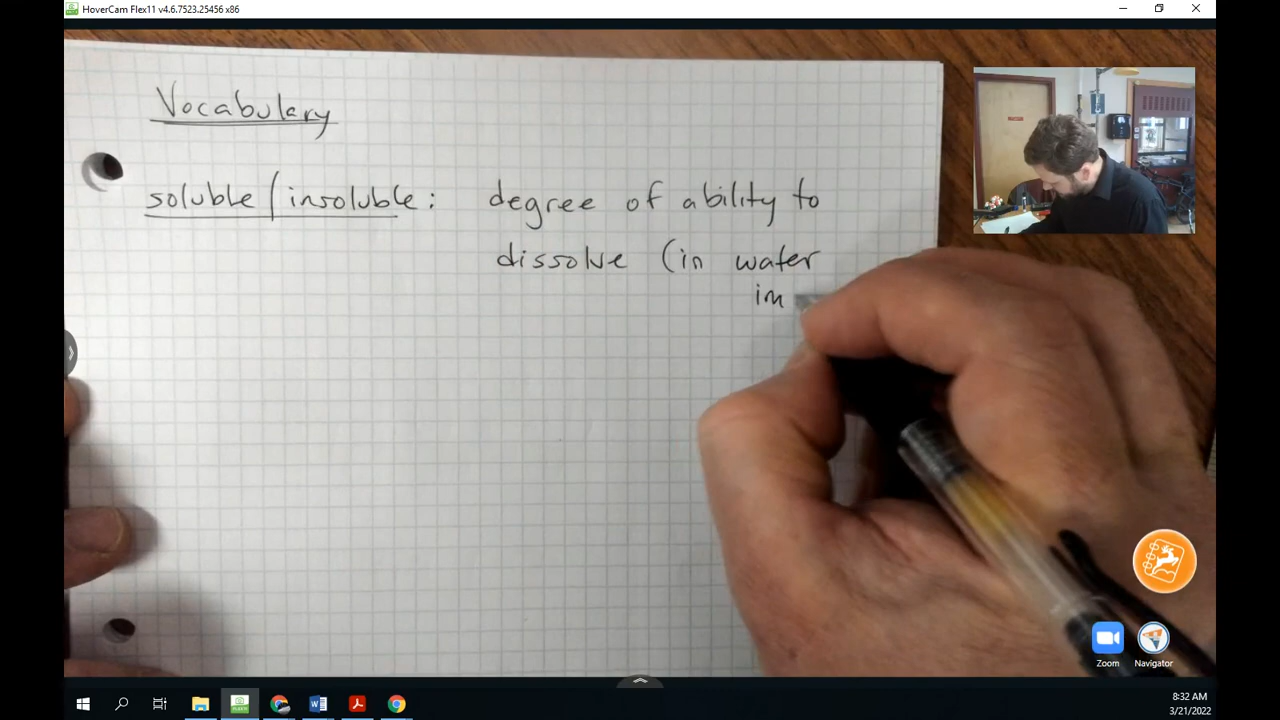 HoverCam Flex11 v4.6.7523.25456 x86
Vocabulary
soluble/insoluble: degree of ability to
dissolve (in water
im
Zoom
Navigator
8:32 AM
3/21/2022